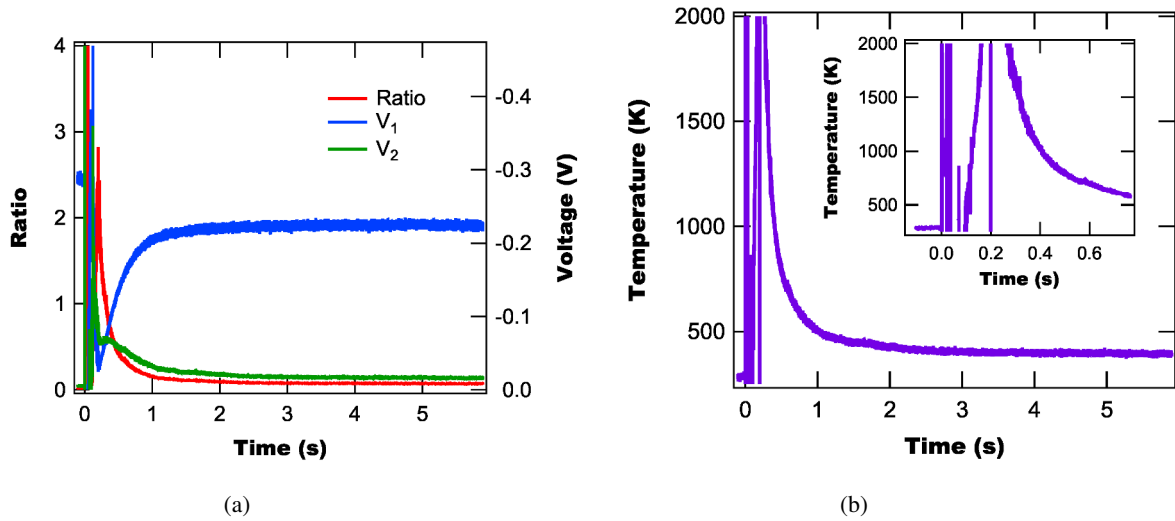 4
3
2
1
0
Ratio
-0.4
-0.3
-0.2
-0.1
-0.0
Voltage (V)
Ratio
V1
V2
0 1 2 3 4 5
Time (s)
(a)
2000
1500
1000
500
Temperature (K)
0 1 2 3 4 5
Time (s)
2000
1500
1000
500
Temperature (K)
0.0 0.2 0.4 0.6
Time (s)
(b)